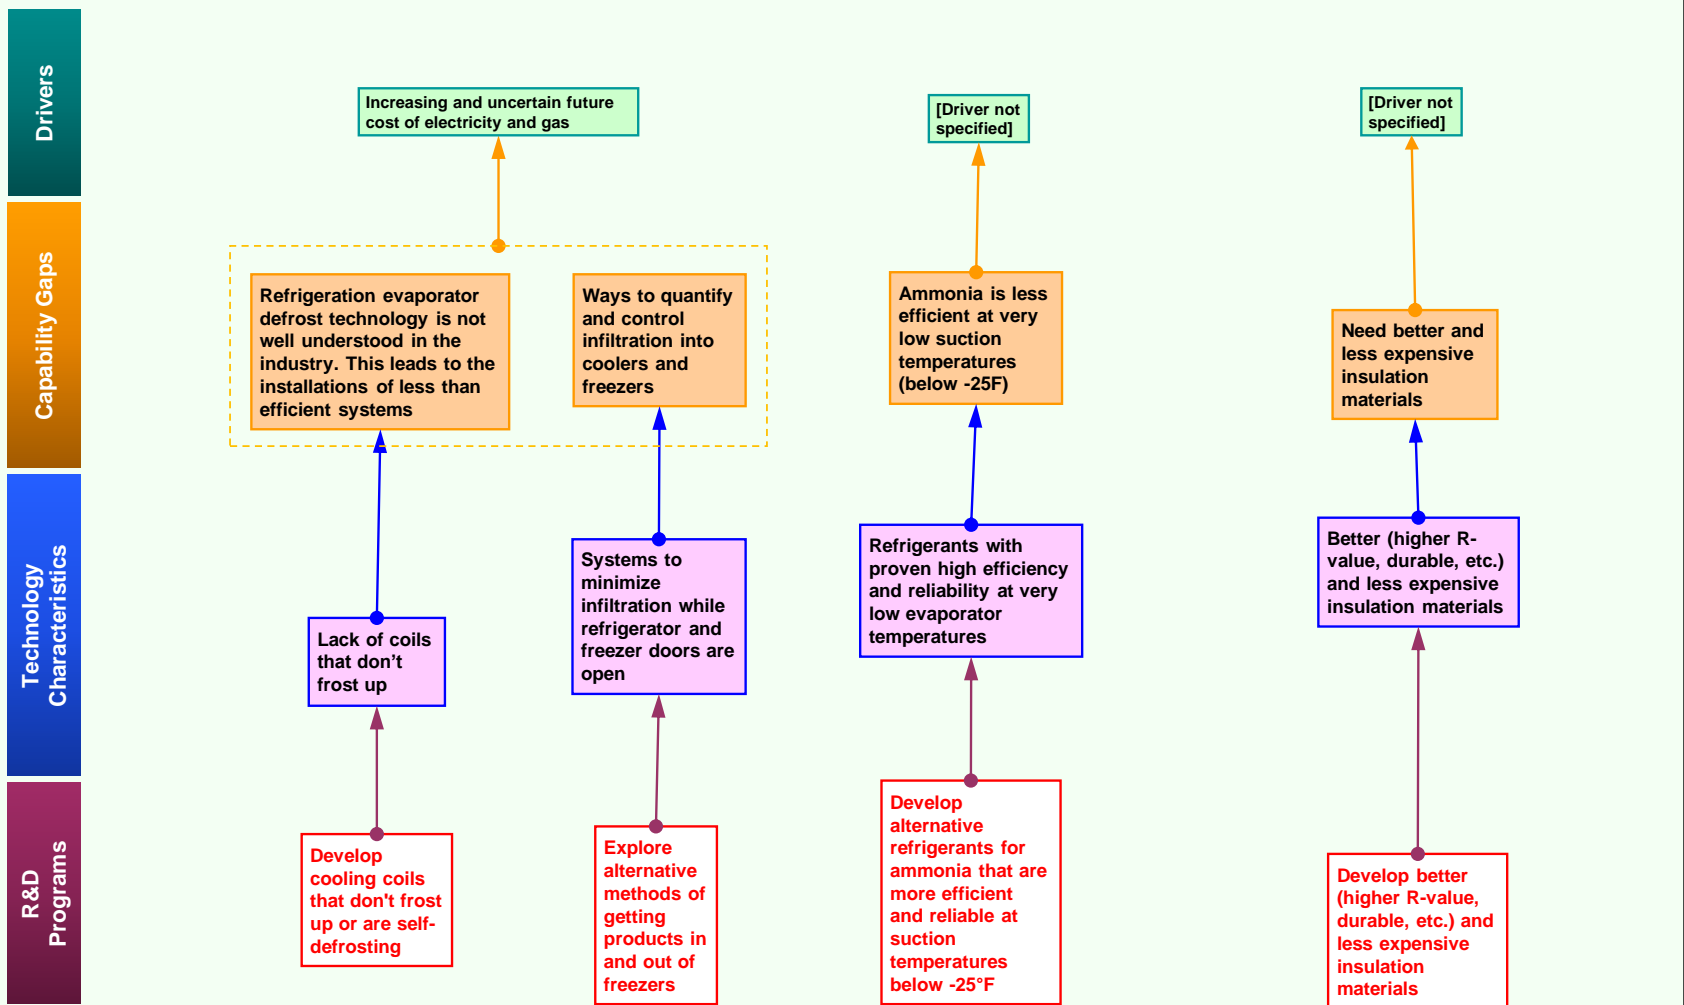 Drivers
Increasing and uncertain future
cost of electricity and gas
[Driver not
specified]
[Driver not
specified]
Capability Gaps
Refrigeration evaporator
defrost technology is not
well understood in the
industry. This leads to the
installations of less than
efficient systems
Ways to quantify
and control
infiltration into
coolers and
freezers
Ammonia is less
efficient at very
low suction
temperatures
(below -25F)
Need better and
less expensive
insulation
materials
Technology
Characteristics
Lack of coils
that don’t
frost up
Systems to
minimize
infiltration while
refrigerator and
freezer doors are
open
Refrigerants with
proven high efficiency
and reliability at very
low evaporator
temperatures
Better (higher R-
value, durable, etc.)
and less expensive
insulation materials
R&D
Programs
Develop
cooling coils
that don't frost
up or are self-
defrosting
Explore
alternative
methods of
getting
products in
and out of
freezers
Develop
alternative
refrigerants for
ammonia that are
more efficient
and reliable at
suction
temperatures
below -25°F
Develop better
(higher R-value,
durable, etc.) and
less expensive
insulation
materials